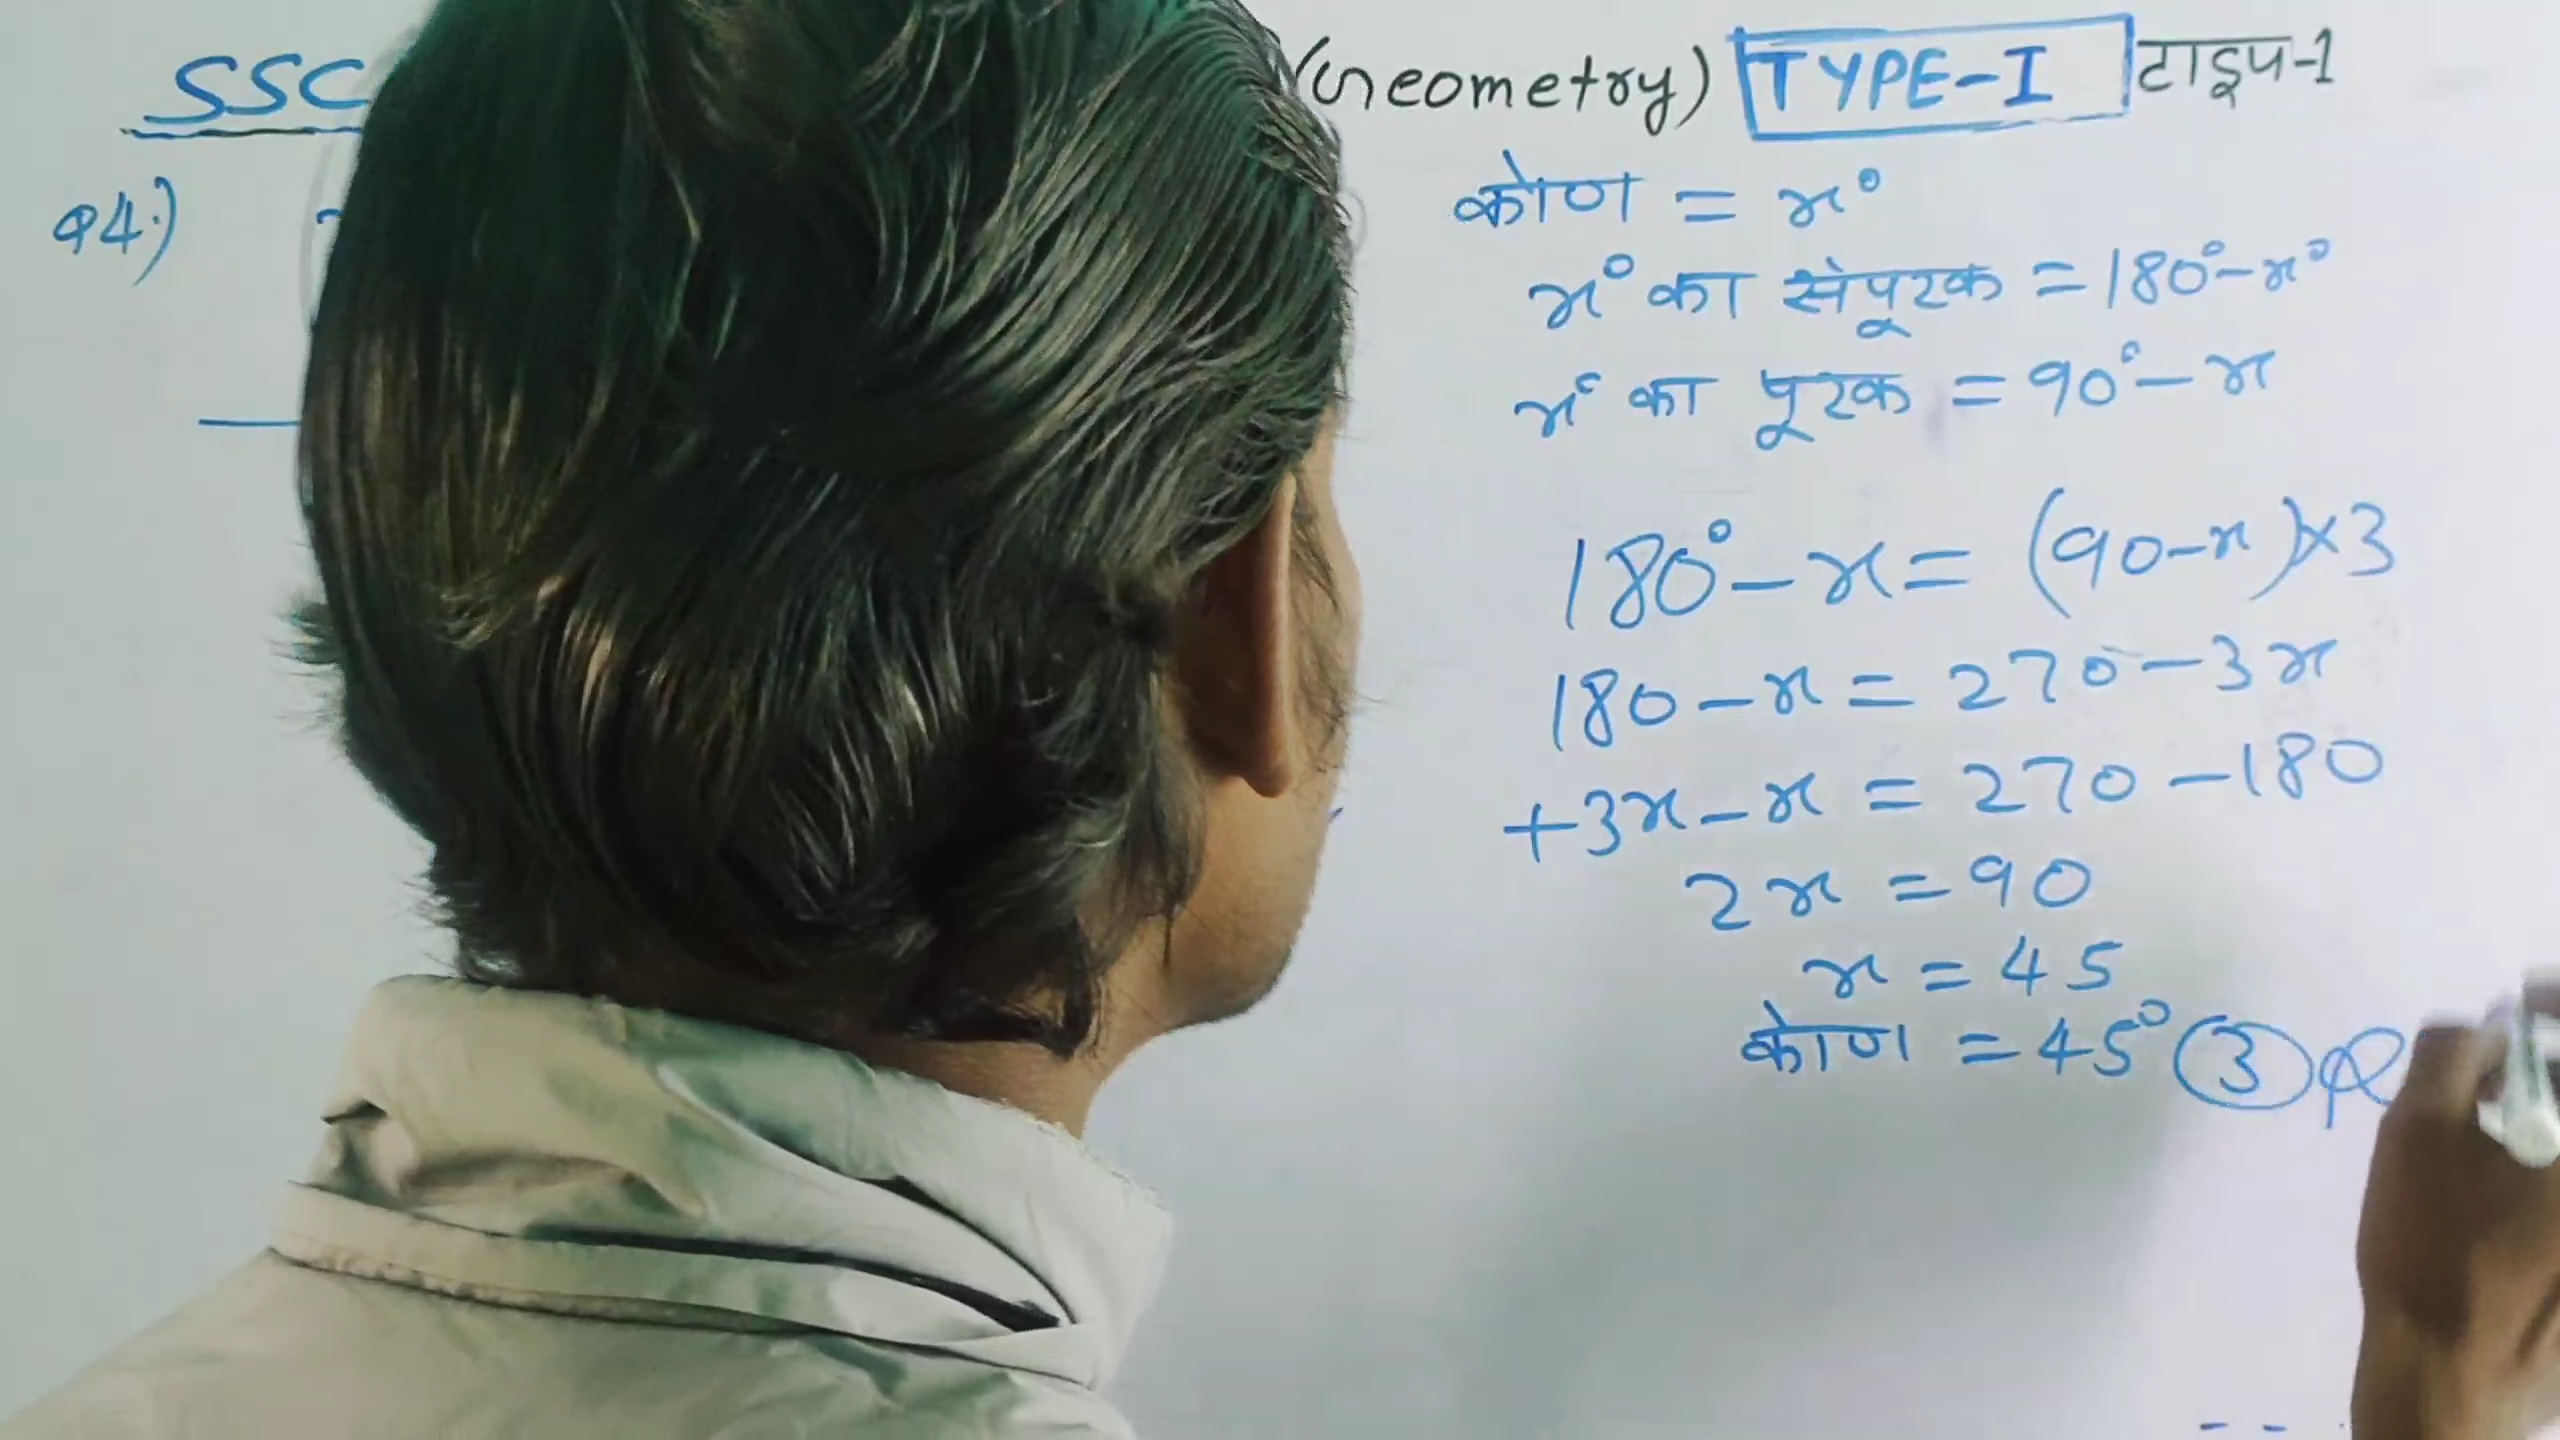 SSC (Geometry) TYPE-I टाइप-1
Q4.)
कोण = x°
x° का संपूरक = 180° - x°
x° का पूरक = 90° - x
180° - x = (90 - x) × 3
180 - x = 270 - 3x
+3x - x = 270 - 180
2x = 90
x = 45
कोण = 45° 3